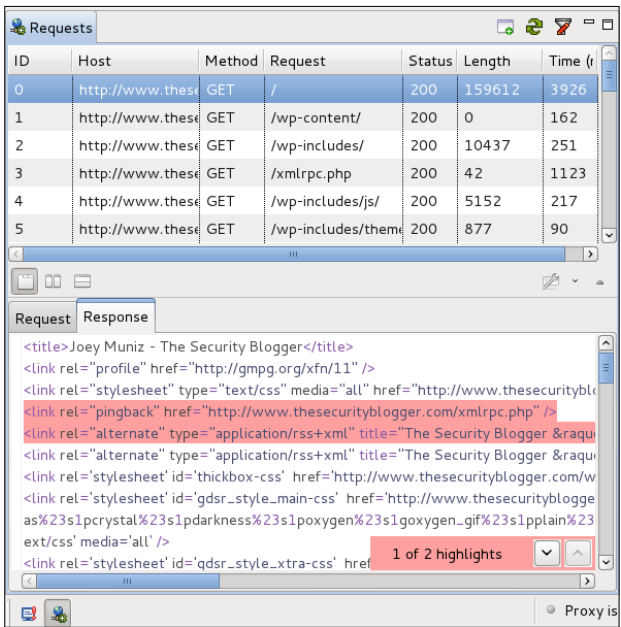 Requests
ID Host Method Request Status Length Time (r
0 http://www.these GET / 200 159612 3926
1 http://www.these GET /wp-content/ 200 0 162
2 http://www.these GET /wp-includes/ 200 10437 251
3 http://www.these GET /xmlrpc.php 200 42 1123
4 http://www.these GET /wp-includes/js/ 200 5152 217
5 http://www.these GET /wp-includes/theme 200 877 90
Request Response
<title>Joey Muniz - The Security Blogger</title>
<link rel="profile" href="http://gmpg.org/xfn/11" />
<link rel="stylesheet" type="text/css" media="all" href="http://www.thesecurityblo
<link rel="pingback" href="http://www.thesecurityblogger.com/xmlrpc.php" />
<link rel="alternate" type="application/rss+xml" title="The Security Blogger &raqu
<link rel="alternate" type="application/rss+xml" title="The Security Blogger &raqu
<link rel='stylesheet' id='thickbox-css' href='http://www.thesecurityblogger.com/w
<link rel='stylesheet' id='gdsr_style_main-css' href='http://www.thesecurityblogge
as%23s1pcrystal%23s1pdarkness%23s1poxygen%23s1goxygen_gif%23s1pplain%23
ext/css' media='all' />
<link rel='stylesheet' id='gdsr_style_xtra-css' href
1 of 2 highlights
Proxy is